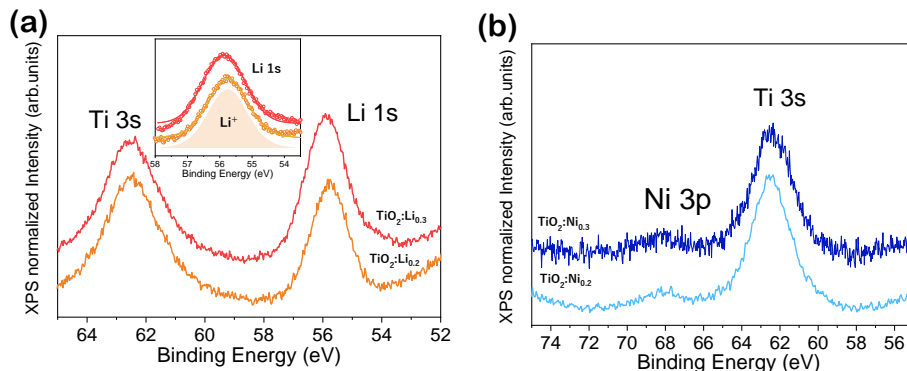 (a)
XPS normalized Intensity (arb.units)
Ti 3s
Li 1s
TiO₂:Li₀.₃
TiO₂:Li₀.₂
64 62 60 58 56 54 52
Binding Energy (eV)
Li 1s
Li⁺
58 57 56 55 54
Binding Energy (eV)
(b)
XPS normalized Intensity (arb.units)
Ti 3s
Ni 3p
TiO₂:Ni₀.₃
TiO₂:Ni₀.₂
74 72 70 68 66 64 62 60 58 56
Binding Energy (eV)